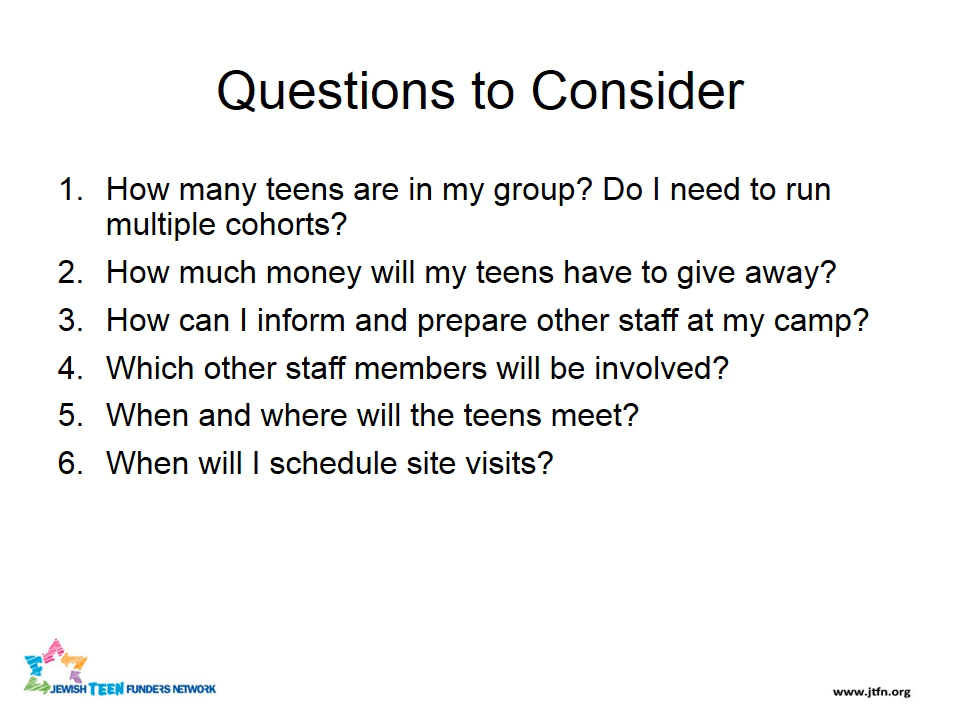 Questions to Consider
1. How many teens are in my group? Do I need to run
multiple cohorts?
2. How much money will my teens have to give away?
3. How can I inform and prepare other staff at my camp?
4. Which other staff members will be involved?
5. When and where will the teens meet?
6. When will I schedule site visits?
JEWISH TEEN FUNDERS NETWORK
www.jtfn.org